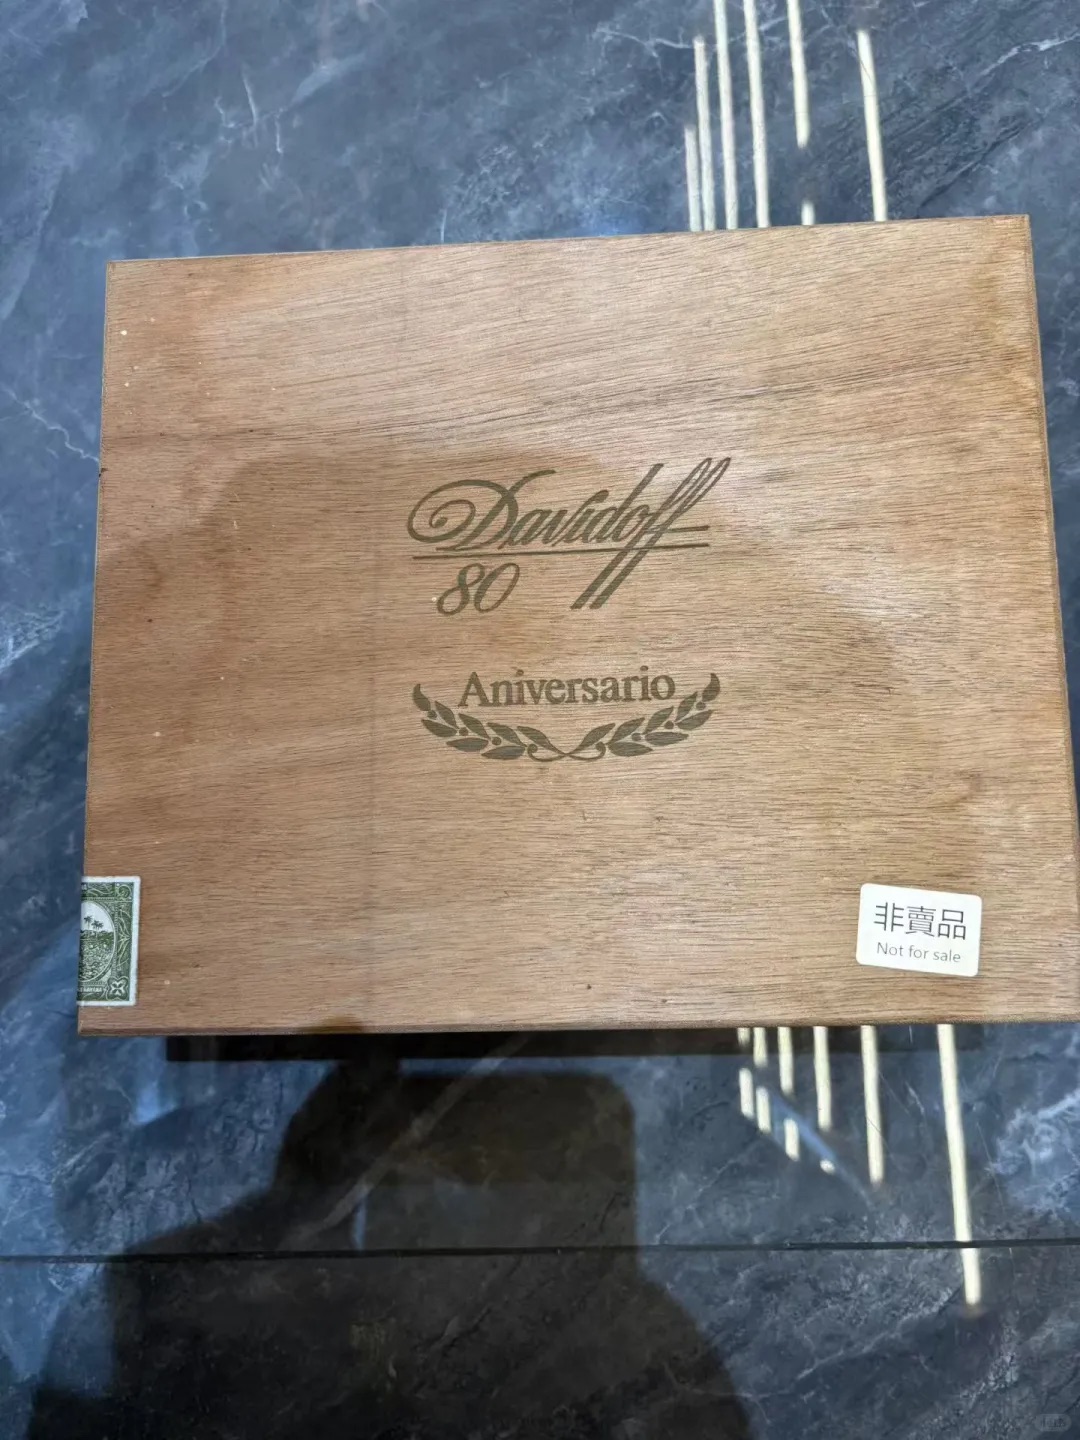 Davidoff
80
Aniversario
非賣品
Not for sale